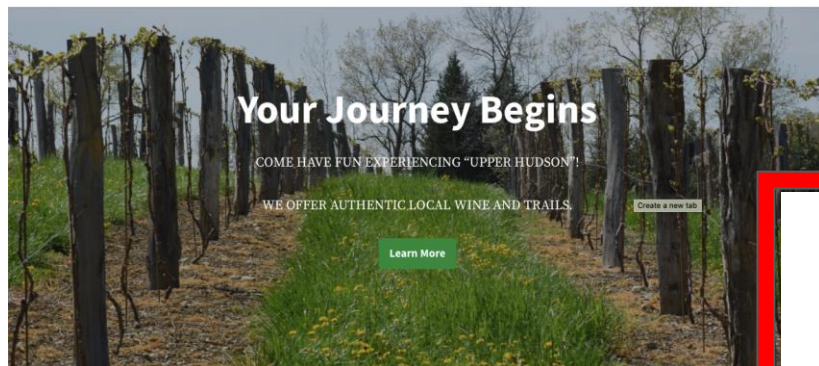 Your Journey Begins
COME HAVE FUN EXPERIENCING “UPPER HUDSON”!
WE OFFER AUTHENTIC LOCAL WINE AND TRAILS.
Create a new tab
Learn More